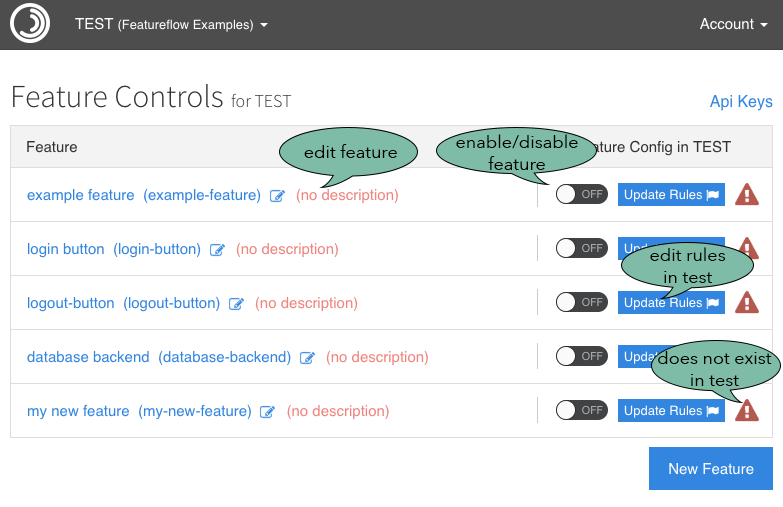 TEST (Featureflow Examples)
Account
Feature Controls for TEST
Api Keys
Feature
edit feature
enable/disable
feature
ature Config in TEST
example feature (example-feature) (no description)
OFF
Update Rules
login button (login-button) (no description)
OFF
Upd
edit rules
in test
logout-button (logout-button) (no description)
OFF
Update Rules
database backend (database-backend) (no description)
OFF
Upda
does not exist
in test
my new feature (my-new-feature) (no description)
OFF
Update Rules
New Feature